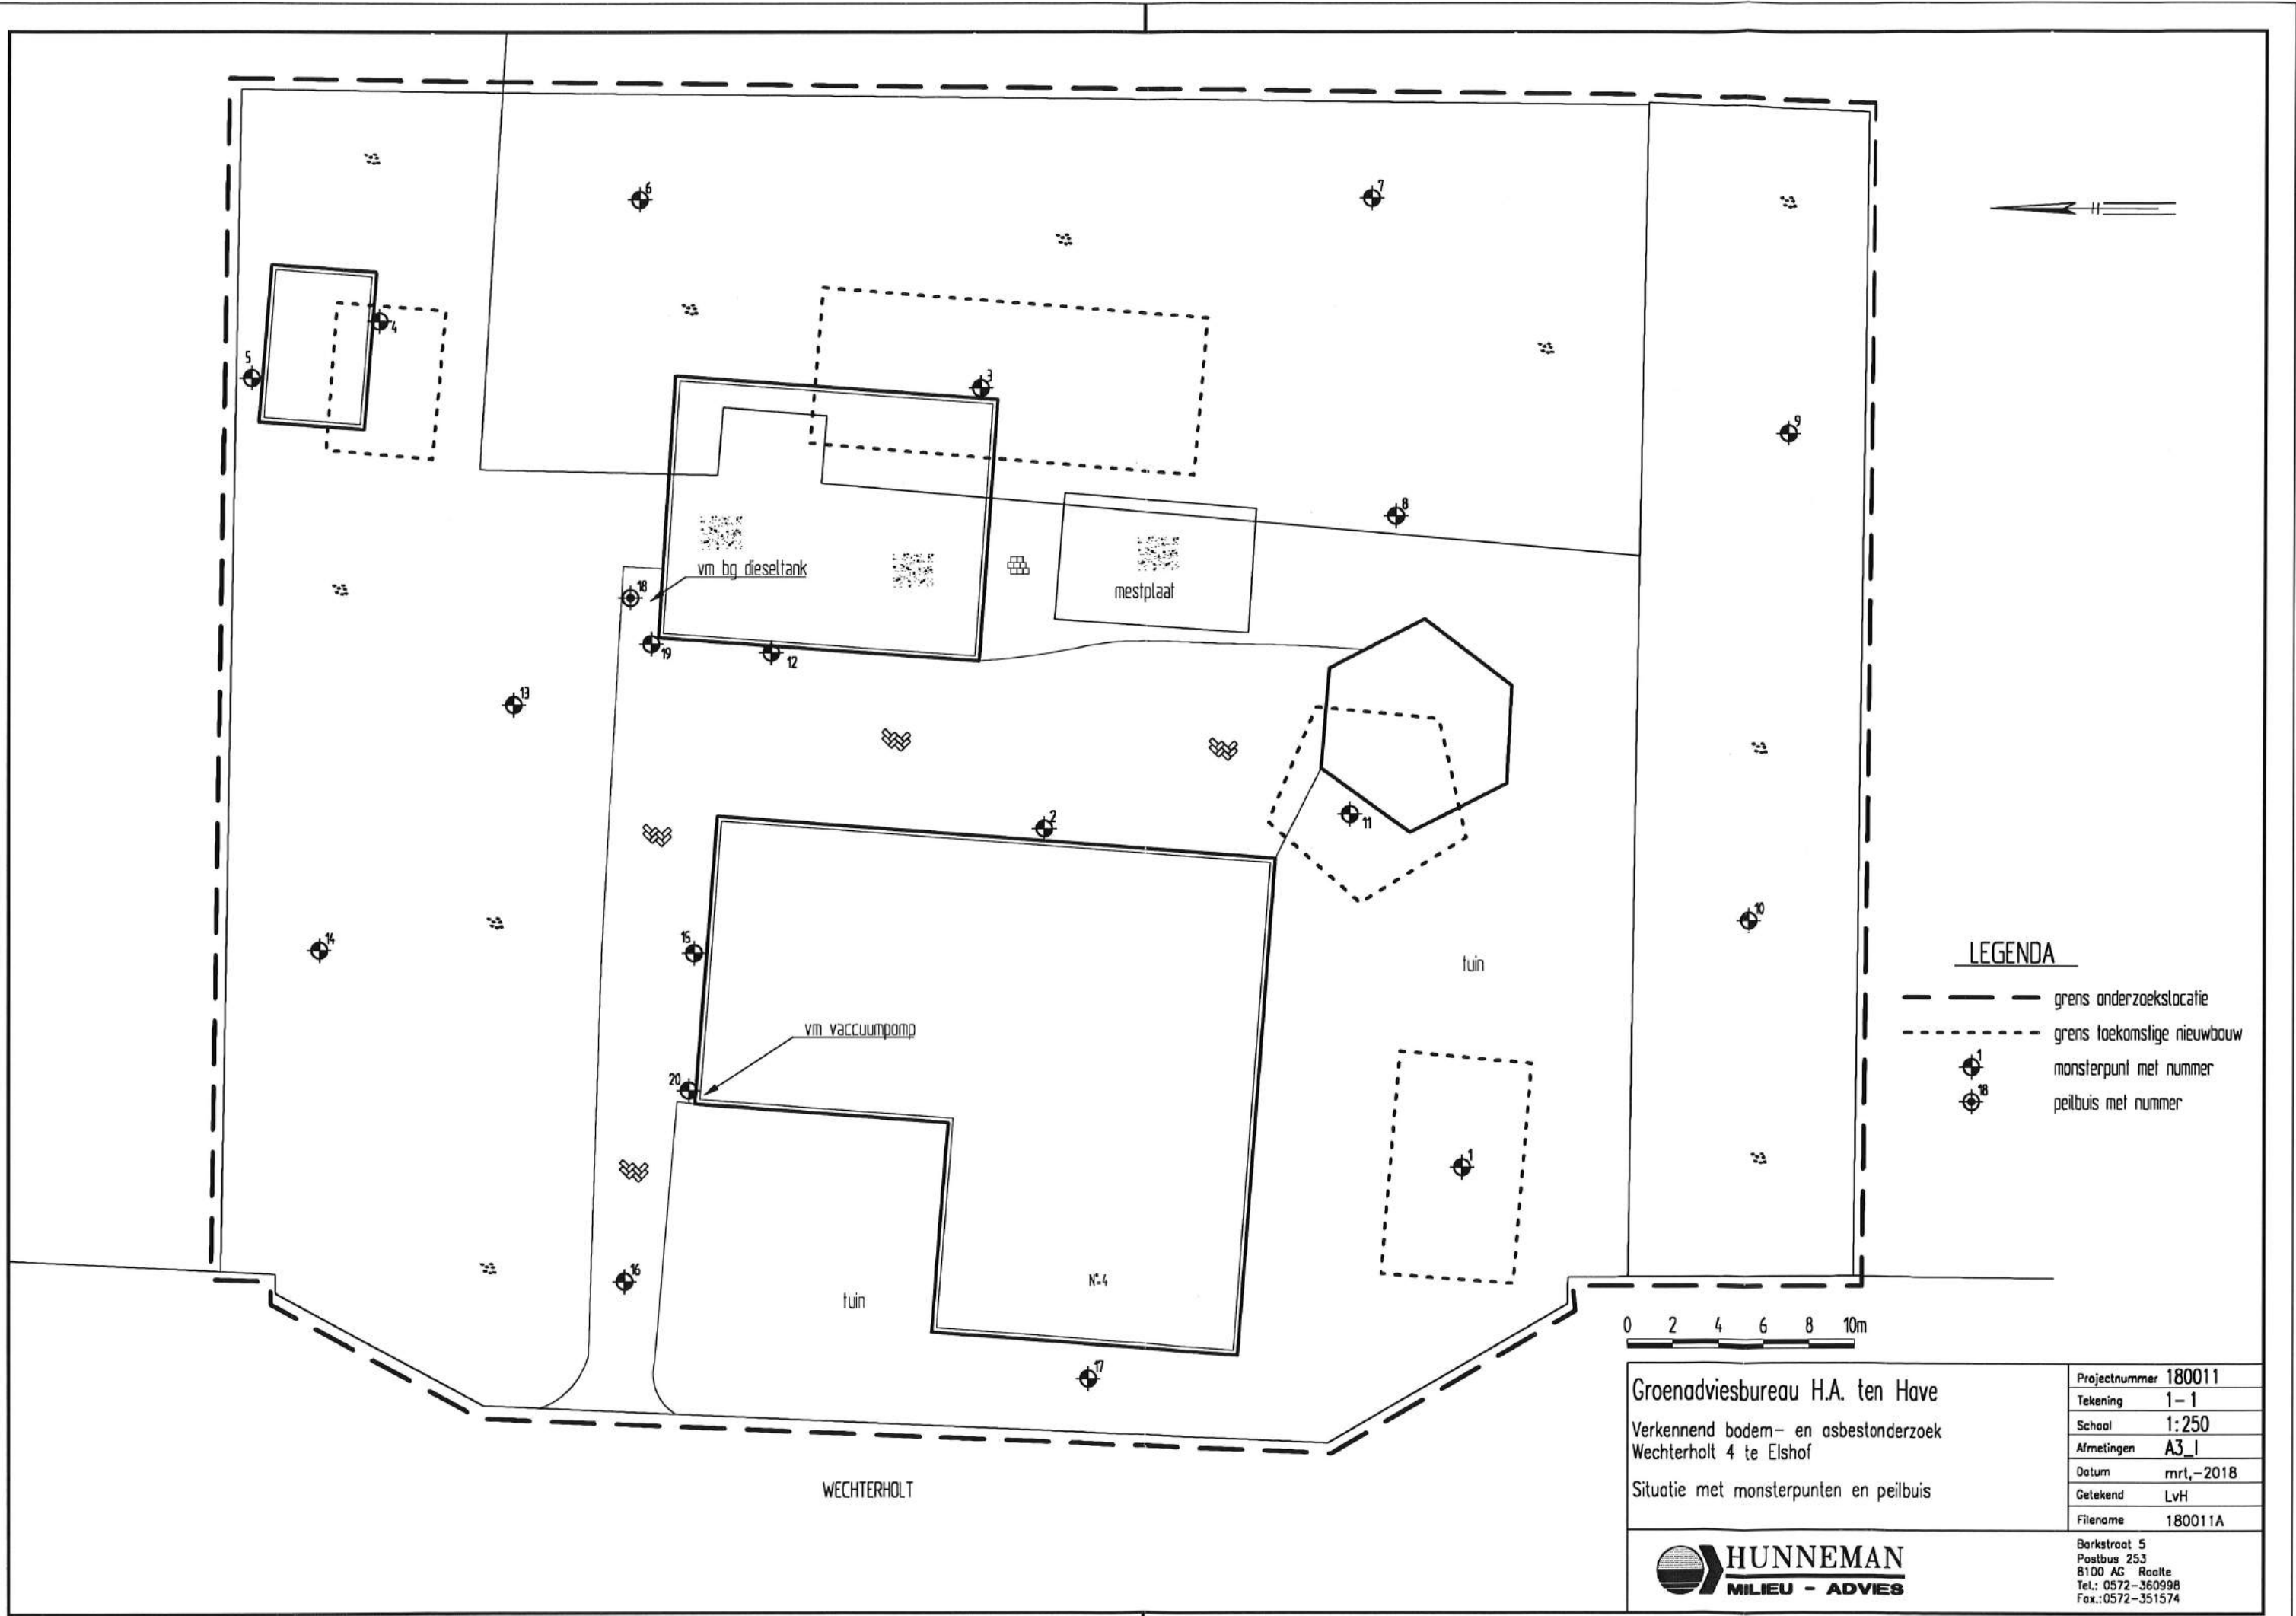 6
7
5
4
3
9
8
vm bg dieseltank
mestplaat
18
19
12
13
2
11
14
15
10
tuin
vm vaccuumpomp
20
1
16
tuin
N°=4
17
WECHTERHOLT
LEGENDA
grens onderzoekslocatie
grens toekomstige nieuwbouw
1
monsterpunt met nummer
18
peilbuis met nummer
0 2 4 6 8 10m
Groenadviesbureau H.A. ten Have
Verkennend bodem- en asbestonderzoek
Wechterholt 4 te Elshof
Situatie met monsterpunten en peilbuis
Projectnummer 180011
Tekening 1-1
Schaal 1:250
Afmetingen A3_l
Datum mrt,-2018
Getekend LvH
Filename 180011A
HUNNEMAN
MILIEU - ADVIES
Barkstraat 5
Postbus 253
8100 AG Raalte
Tel.: 0572-360998
Fax.:0572-351574